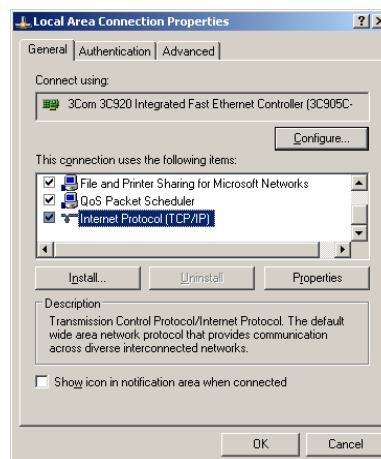 Local Area Connection Properties
General Authentication Advanced
Connect using:
3Com 3C920 Integrated Fast Ethernet Controller (3C905C-
Configure...
This connection uses the following items:
File and Printer Sharing for Microsoft Networks
QoS Packet Scheduler
Internet Protocol (TCP/IP)
Install... Uninstall Properties
Description
Transmission Control Protocol/Internet Protocol. The default
wide area network protocol that provides communication
across diverse interconnected networks.
Show icon in notification area when connected
OK Cancel